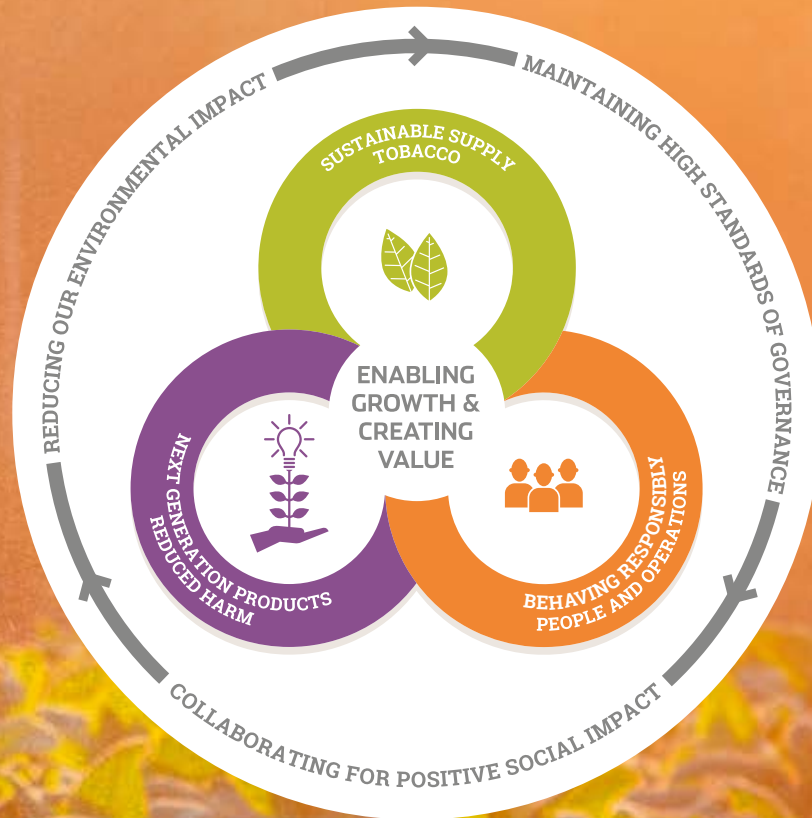 REDUCING OUR ENVIRONMENTAL IMPACT
MAINTAINING HIGH STANDARDS OF GOVERNANCE
SUSTAINABLE SUPPLY
TOBACCO
ENABLING
GROWTH &
CREATING
VALUE
NEXT GENERATION PRODUCTS
REDUCED HARM
BEHAVING RESPONSIBLY
PEOPLE AND OPERATIONS
COLLABORATING FOR POSITIVE SOCIAL IMPACT